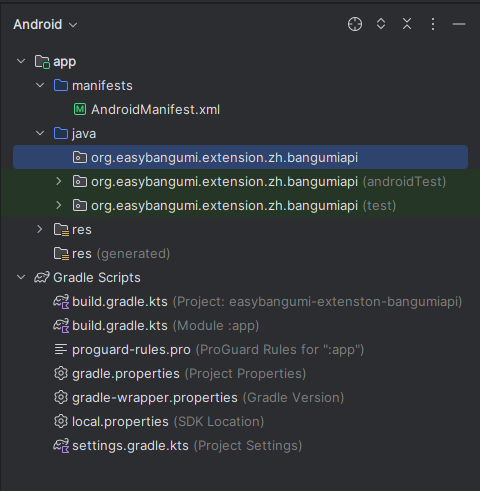 Android
app
manifests
AndroidManifest.xml
java
org.easybangumi.extension.zh.bangumiapi
org.easybangumi.extension.zh.bangumiapi (androidTest)
org.easybangumi.extension.zh.bangumiapi (test)
res
res (generated)
Gradle Scripts
build.gradle.kts (Project: easybangumi-extenston-bangumiapi)
build.gradle.kts (Module :app)
proguard-rules.pro (ProGuard Rules for ":app")
gradle.properties (Project Properties)
gradle-wrapper.properties (Gradle Version)
local.properties (SDK Location)
settings.gradle.kts (Project Settings)